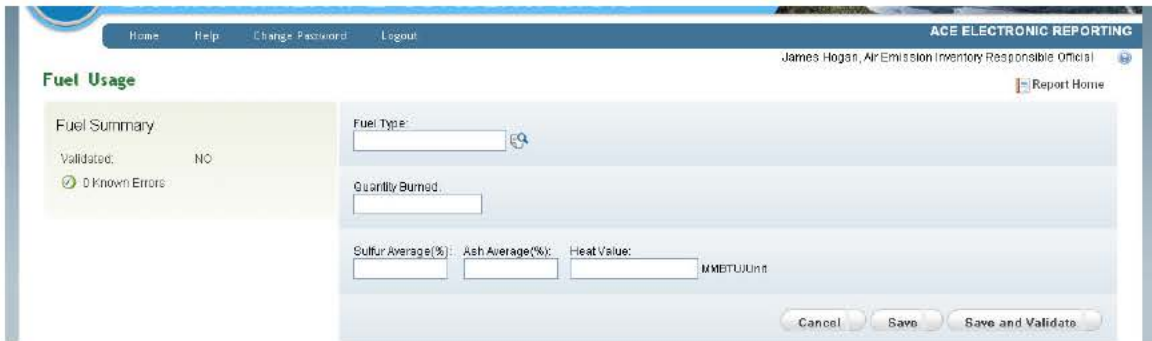 Home Help Change Password Logout
ACE ELECTRONIC REPORTING
James Hogan, Air Emission Inventory Responsible Official
Fuel Usage
Report Home
Fuel Summary
Validated: NO
0 Known Errors
Fuel Type:
Quantity Burned:
Sulfur Average(%): Ash Average(%): Heat Value:
MMBTU/Unit
Cancel Save Save and Validate